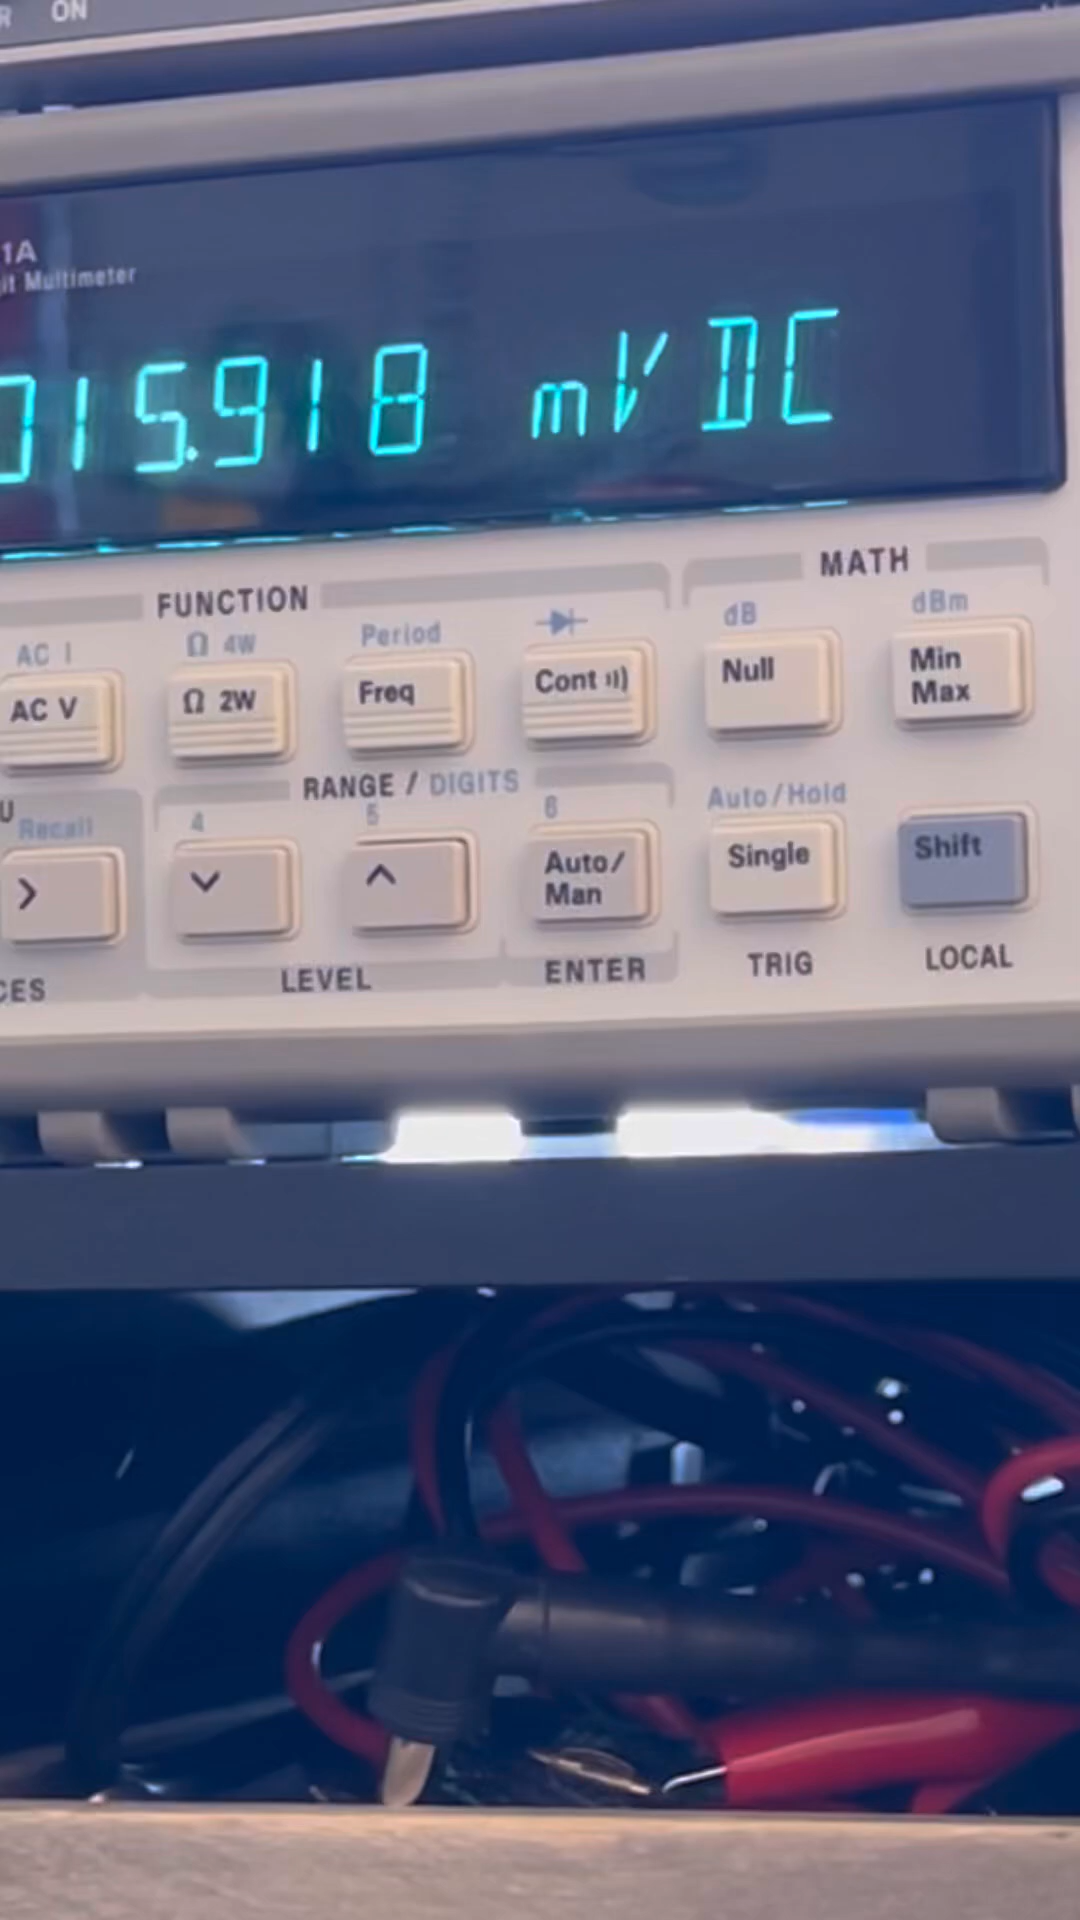 R ON
1A
it Multimeter
015.918 mVDC
FUNCTION
MATH
AC I
Ω 4W
Period
dB
dBm
AC V
Ω 2W
Freq
Cont
Null
Min
Max
RANGE / DIGITS
U
Recall
4
5
6
Auto/Hold
>
Auto/
Man
Single
Shift
CES
LEVEL
ENTER
TRIG
LOCAL